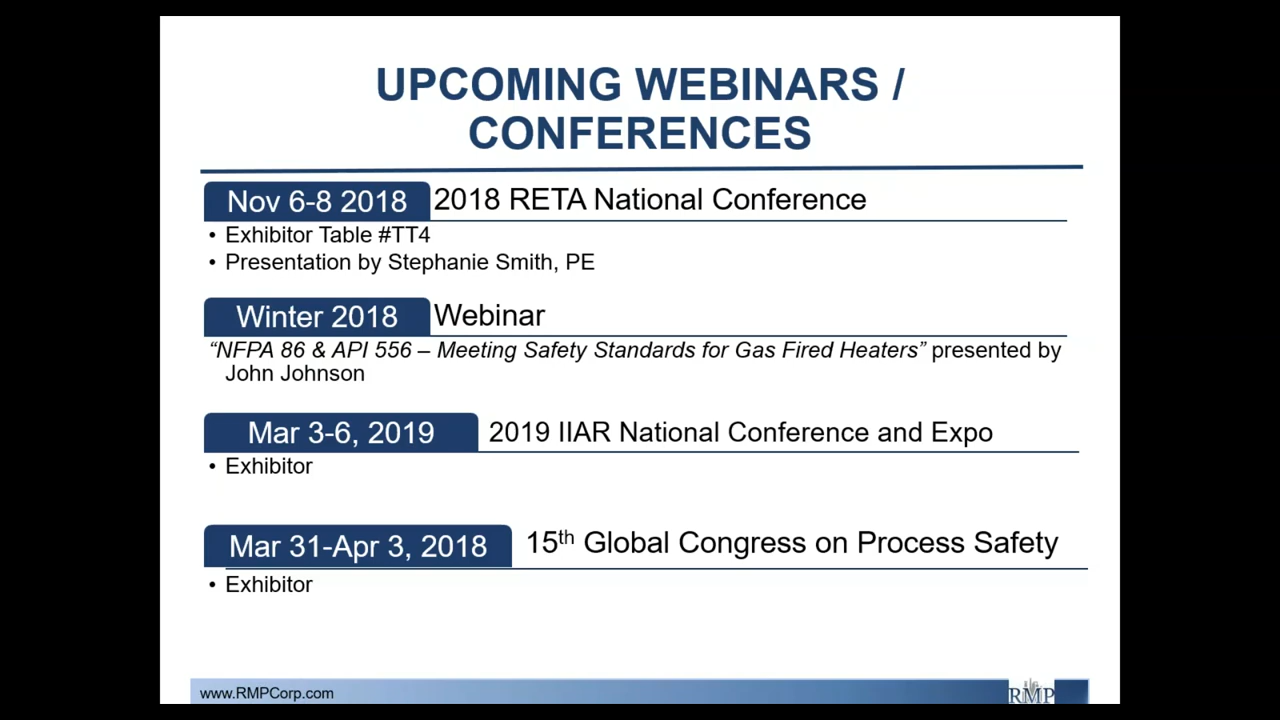 UPCOMING WEBINARS /
CONFERENCES
Nov 6-8 2018 2018 RETA National Conference
• Exhibitor Table #TT4
• Presentation by Stephanie Smith, PE
Winter 2018 Webinar
“NFPA 86 & API 556 – Meeting Safety Standards for Gas Fired Heaters” presented by
John Johnson
Mar 3-6, 2019 2019 IIAR National Conference and Expo
• Exhibitor
Mar 31-Apr 3, 2018 15th Global Congress on Process Safety
• Exhibitor
www.RMPCorp.com RMP